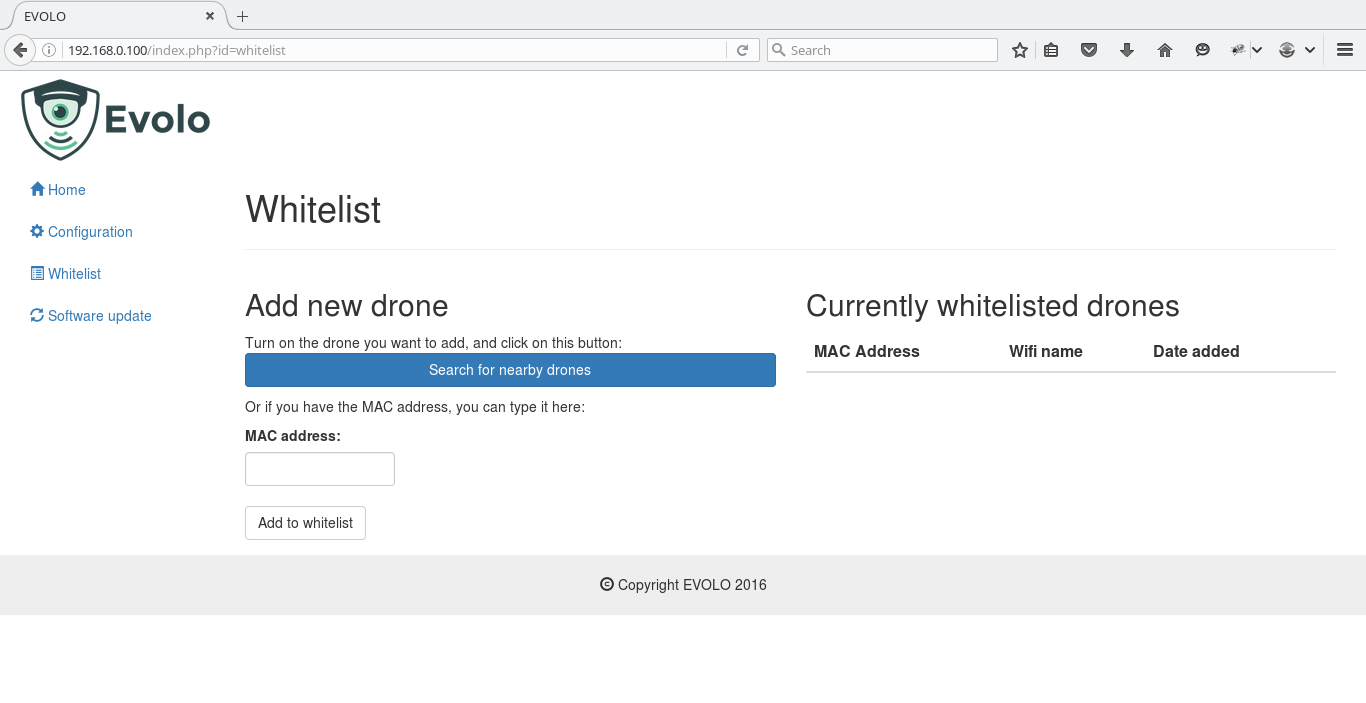 EVOLO
192.168.0.100/index.php?id=whitelist
Search
Evolo
Home
Configuration
Whitelist
Software update
Whitelist
Add new drone
Turn on the drone you want to add, and click on this button:
Search for nearby drones
Or if you have the MAC address, you can type it here:
MAC address:
Add to whitelist
Currently whitelisted drones
MAC Address Wifi name Date added
© Copyright EVOLO 2016